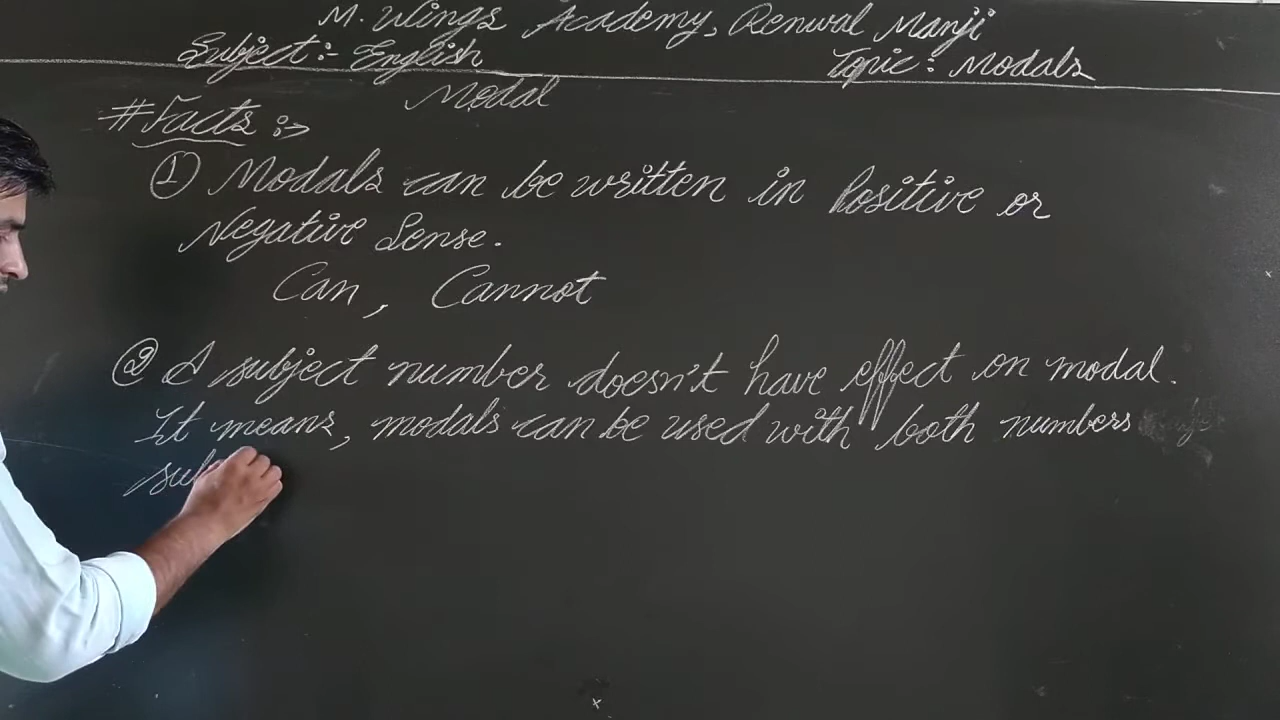 M. Wings Academy, Renwal Manji
Subject:- English Topic: Modals
Modal
#Facts :->
① Modals can be written in Positive or
Negative Sense.
Can, Cannot
② A subject number doesn't have effect on modal.
It means, modals can be used with both numbers
sub